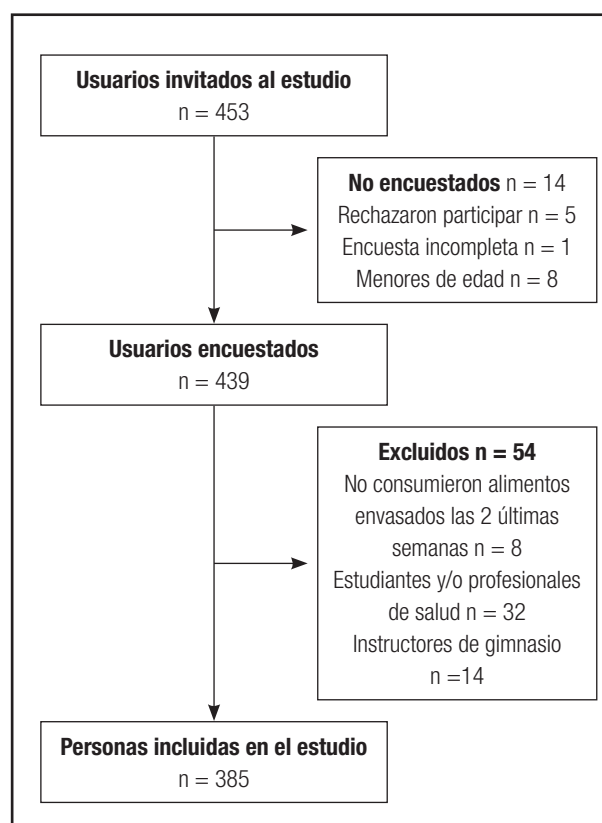 Usuarios invitados al estudio
n = 453
No encuestados n = 14
Rechazaron participar n = 5
Encuesta incompleta n = 1
Menores de edad n = 8
Usuarios encuestados
n = 439
Excluidos n = 54
No consumieron alimentos
envasados las 2 últimas
semanas n = 8
Estudiantes y/o profesionales
de salud n = 32
Instructores de gimnasio
n =14
Personas incluidas en el estudio
n = 385